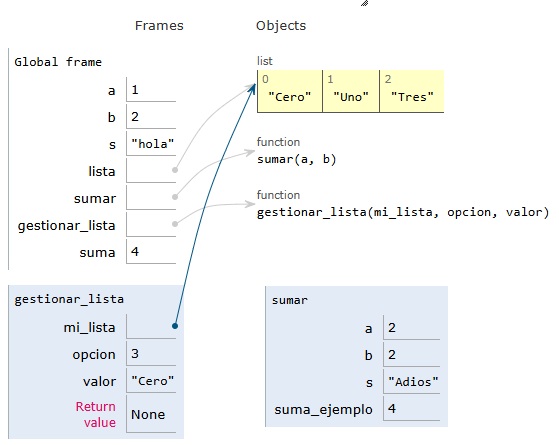 Frames Objects
Global frame
a 1
b 2
s "hola"
lista
sumar
gestionar_lista
suma 4
list
0 1 2
"Cero" "Uno" "Tres"
function
sumar(a, b)
function
gestionar_lista(mi_lista, opcion, valor)
gestionar_lista
mi_lista
opcion 3
valor "Cero"
Return
value None
sumar
a 2
b 2
s "Adios"
suma_ejemplo 4